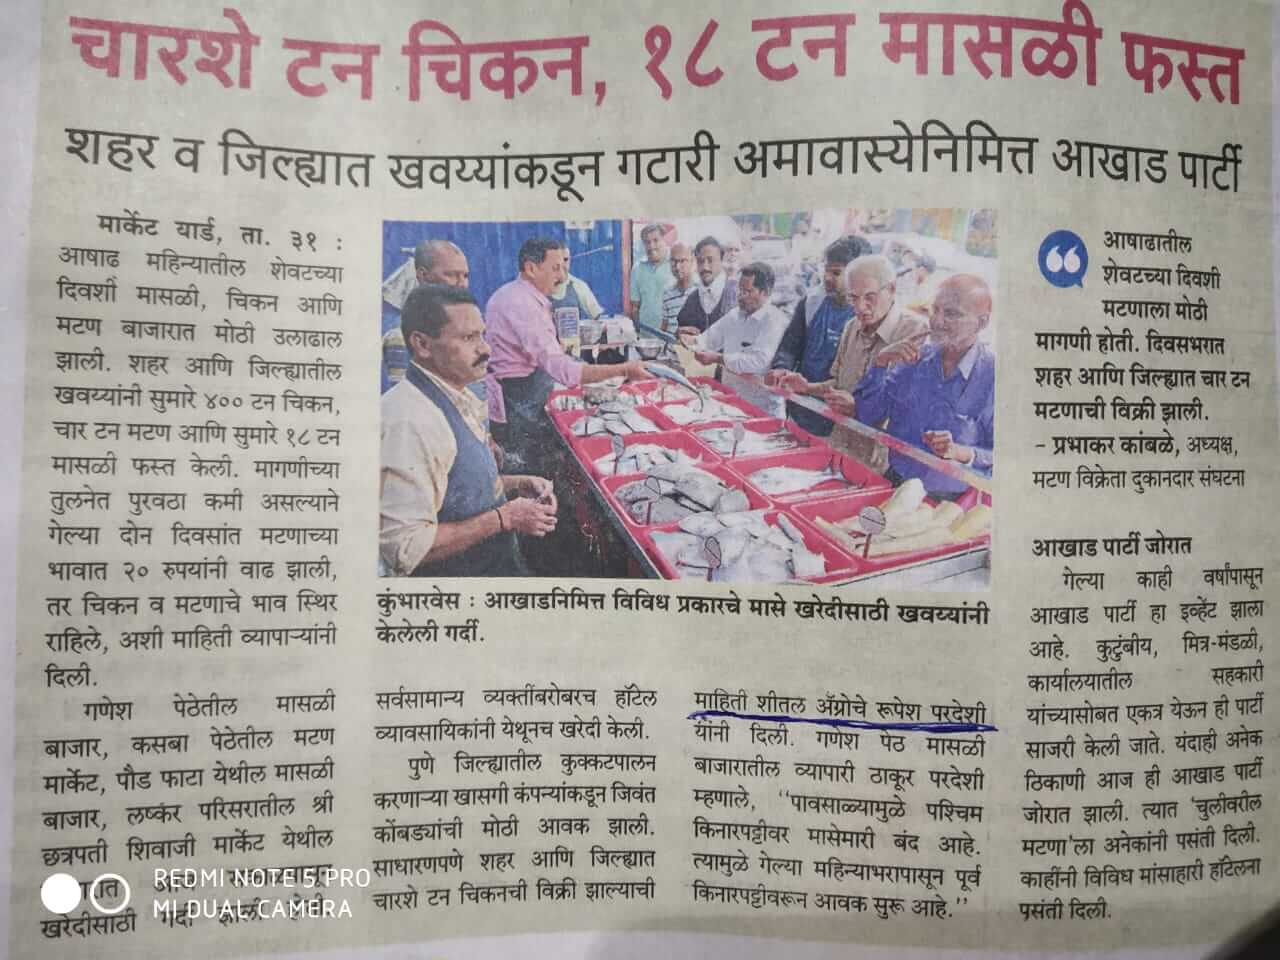 चारशे टन चिकन, १८ टन मासळी फस्त
शहर व जिल्ह्यात खवय्यांकडून गटारी अमावास्येनिमित्त आखाड पार्टी
मार्केट यार्ड, ता. ३१ :
आषाढ महिन्यातील शेवटच्या
दिवशी मासळी, चिकन आणि
मटण बाजारात मोठी उलाढाल
झाली. शहर आणि जिल्ह्यातील
खवय्यांनी सुमारे ४०० टन चिकन,
चार टन मटण आणि सुमारे १८ टन
मासळी फस्त केली. मागणीच्या
तुलनेत पुरवठा कमी असल्याने
गेल्या दोन दिवसांत मटणाच्या
भावात २० रुपयांनी वाढ झाली,
तर चिकन व मटणाचे भाव स्थिर
राहिले, अशी माहिती व्यापाऱ्यांनी
दिली.
गणेश पेठेतील मासळी
बाजार, कसबा पेठेतील मटण
मार्केट, पौड फाटा येथील मासळी
बाजार, लष्कर परिसरातील श्री
छत्रपती शिवाजी मार्केट येथील
खरेदीसाठी गर्दी झाली
कुंभारवेस : आखाडनिमित्त विविध प्रकारचे मासे खरेदीसाठी खवय्यांनी
केलेली गर्दी.
सर्वसामान्य व्यक्तींबरोबरच हॉटेल
व्यावसायिकांनी येथूनच खरेदी केली.
पुणे जिल्ह्यातील कुक्कटपालन
करणाऱ्या खासगी कंपन्यांकडून जिवंत
कोंबड्यांची मोठी आवक झाली.
साधारणपणे शहर आणि जिल्ह्यात
चारशे टन चिकनची विक्री झाल्याची
माहिती शीतल ॲग्रोचे रूपेश परदेशी
यांनी दिली. गणेश पेठ मासळी
बाजारातील व्यापारी ठाकूर परदेशी
म्हणाले, ''पावसाळ्यामुळे पश्चिम
किनारपट्टीवर मासेमारी बंद आहे.
त्यामुळे गेल्या महिन्याभरापासून पूर्व
किनारपट्टीवरून आवक सुरू आहे.''
आषाढातील
शेवटच्या दिवशी
मटणाला मोठी
मागणी होती. दिवसभरात
शहर आणि जिल्ह्यात चार टन
मटणाची विक्री झाली.
- प्रभाकर कांबळे, अध्यक्ष,
मटण विक्रेता दुकानदार संघटना
आखाड पार्टी जोरात
गेल्या काही वर्षांपासून
आखाड पार्टी हा इव्हेंट झाला
आहे. कुटुंबीय, मित्र-मंडळी,
कार्यालयातील सहकारी
यांच्यासोबत एकत्र येऊन ही पार्टी
साजरी केली जाते. यंदाही अनेक
ठिकाणी आज ही आखाड पार्टी
जोरात झाली. त्यात 'चुलीवरील
मटणा'ला अनेकांनी पसंती दिली.
काहींनी विविध मांसाहारी हॉटेलना
पसंती दिली.
REDMI NOTE 5 PRO
MI DUAL CAMERA